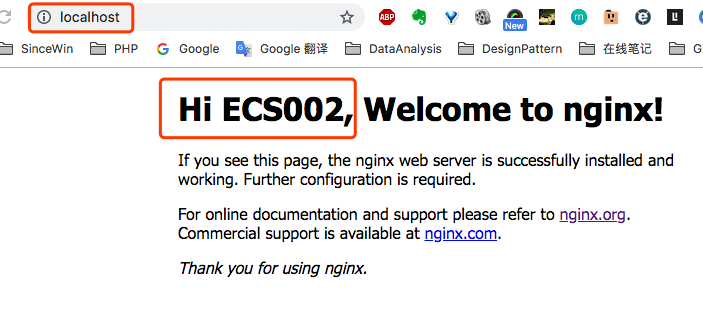 localhost
ABP
New
SinceWin PHP G Google Google 翻译 DataAnalysis DesignPattern 在线笔记 G
Hi ECS002, Welcome to nginx!
If you see this page, the nginx web server is successfully installed and
working. Further configuration is required.
For online documentation and support please refer to nginx.org.
Commercial support is available at nginx.com.
Thank you for using nginx.